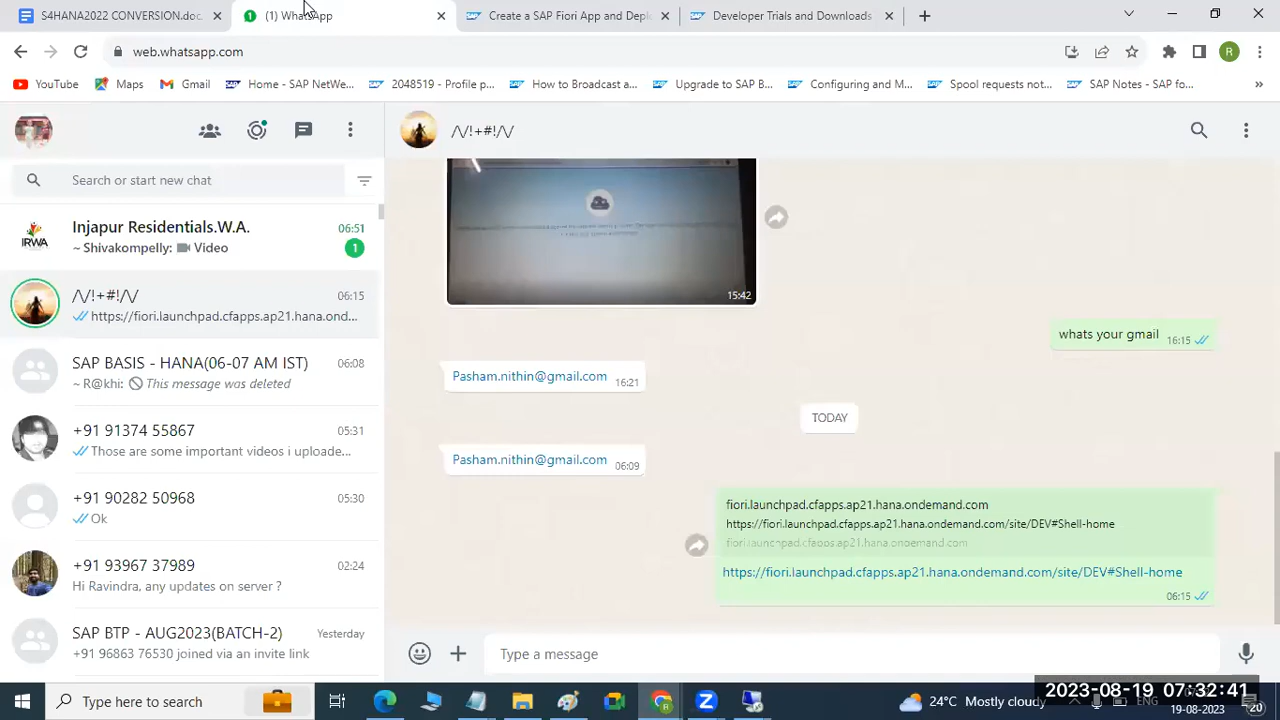 S4HANA2022 CONVERSION.doc
(1) WhatsApp
Create a SAP Fiori App and Depl
Developer Trials and Downloads
web.whatsapp.com
R
YouTube
Maps
Gmail
Home - SAP NetWe...
2048519 - Profile p...
How to Broadcast a...
Upgrade to SAP B...
Configuring and M...
Spool requests not...
SAP Notes - SAP fo...
/\/!+#!/\/
Search or start new chat
Injapur Residentials.W.A.
06:51
~ Shivakompelly: Video
1
IRWA
/\/!+#!/\/
06:15
https://fiori.launchpad.cfapps.ap21.hana.ond...
SAP BASIS - HANA(06-07 AM IST)
06:08
~ R@khi: This message was deleted
+91 91374 55867
05:31
Those are some important videos i uploade...
+91 90282 50968
05:30
Ok
+91 93967 37989
02:24
Hi Ravindra, any updates on server ?
SAP BTP - AUG2023(BATCH-2)
Yesterday
+91 96863 76530 joined via an invite link
15:42
whats your gmail
16:15
Pasham.nithin@gmail.com
16:21
TODAY
Pasham.nithin@gmail.com
06:09
fiori.launchpad.cfapps.ap21.hana.ondemand.com
https://fiori.launchpad.cfapps.ap21.hana.ondemand.com/site/DEV#Shell-home
fiori.launchpad.cfapps.ap21.hana.ondemand.com
https://fiori.launchpad.cfapps.ap21.hana.ondemand.com/site/DEV#Shell-home
06:15
Type a message
Type here to search
24°C Mostly cloudy
2023-08-19 07:32:41
ENG
19-08-2023
20